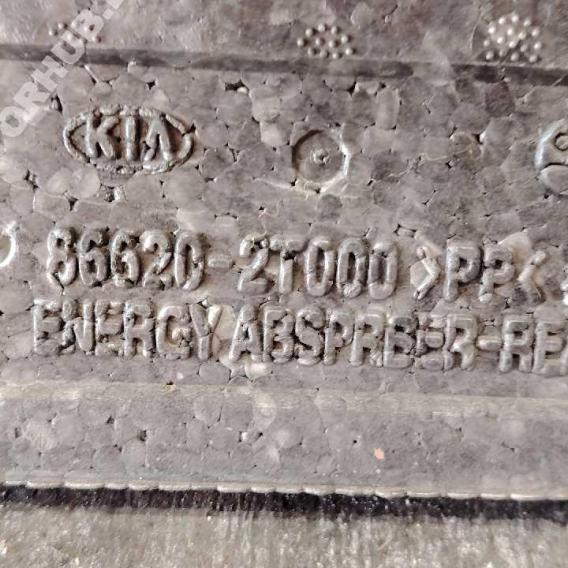 KIA
86620-2T000 >PP<
ENERGY ABSPRBER-REA